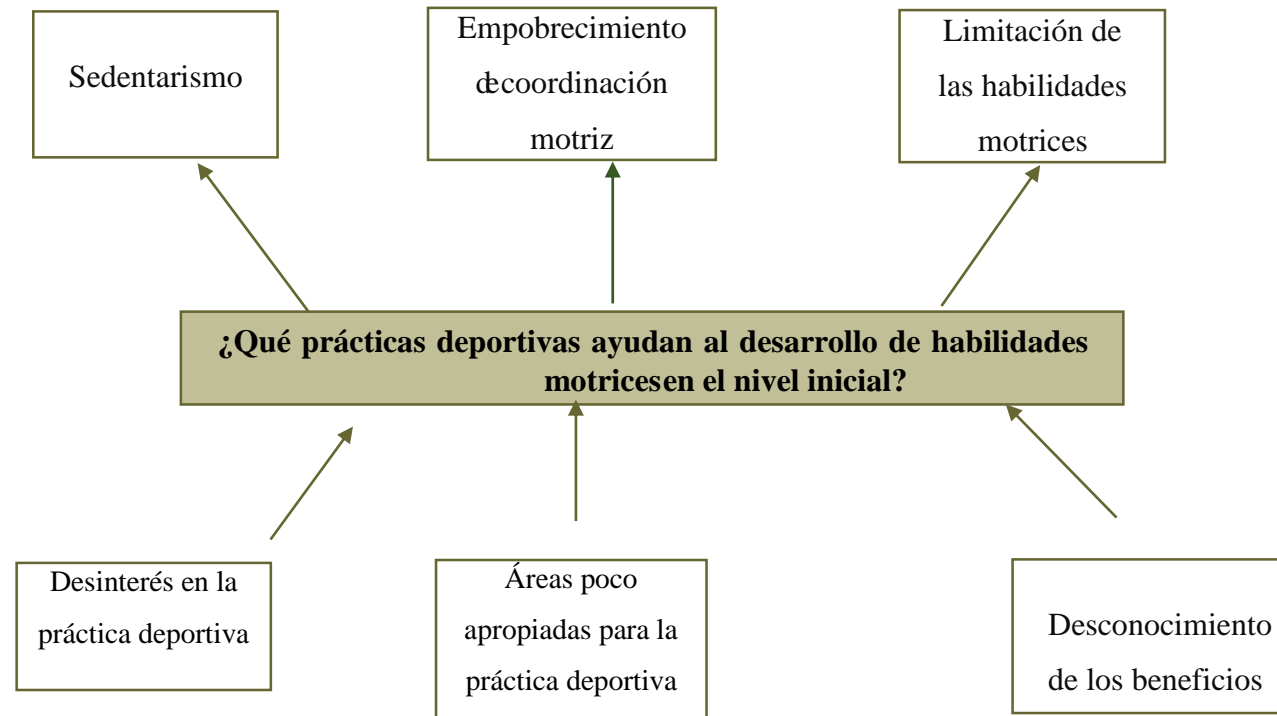 Sedentarismo
Empobrecimiento
decoordinación
motriz
Limitación de
las habilidades
motrices
¿Qué prácticas deportivas ayudan al desarrollo de habilidades
motricesen el nivel inicial?
Desinterés en la
práctica deportiva
Áreas poco
apropiadas para la
práctica deportiva
Desconocimiento
de los beneficios